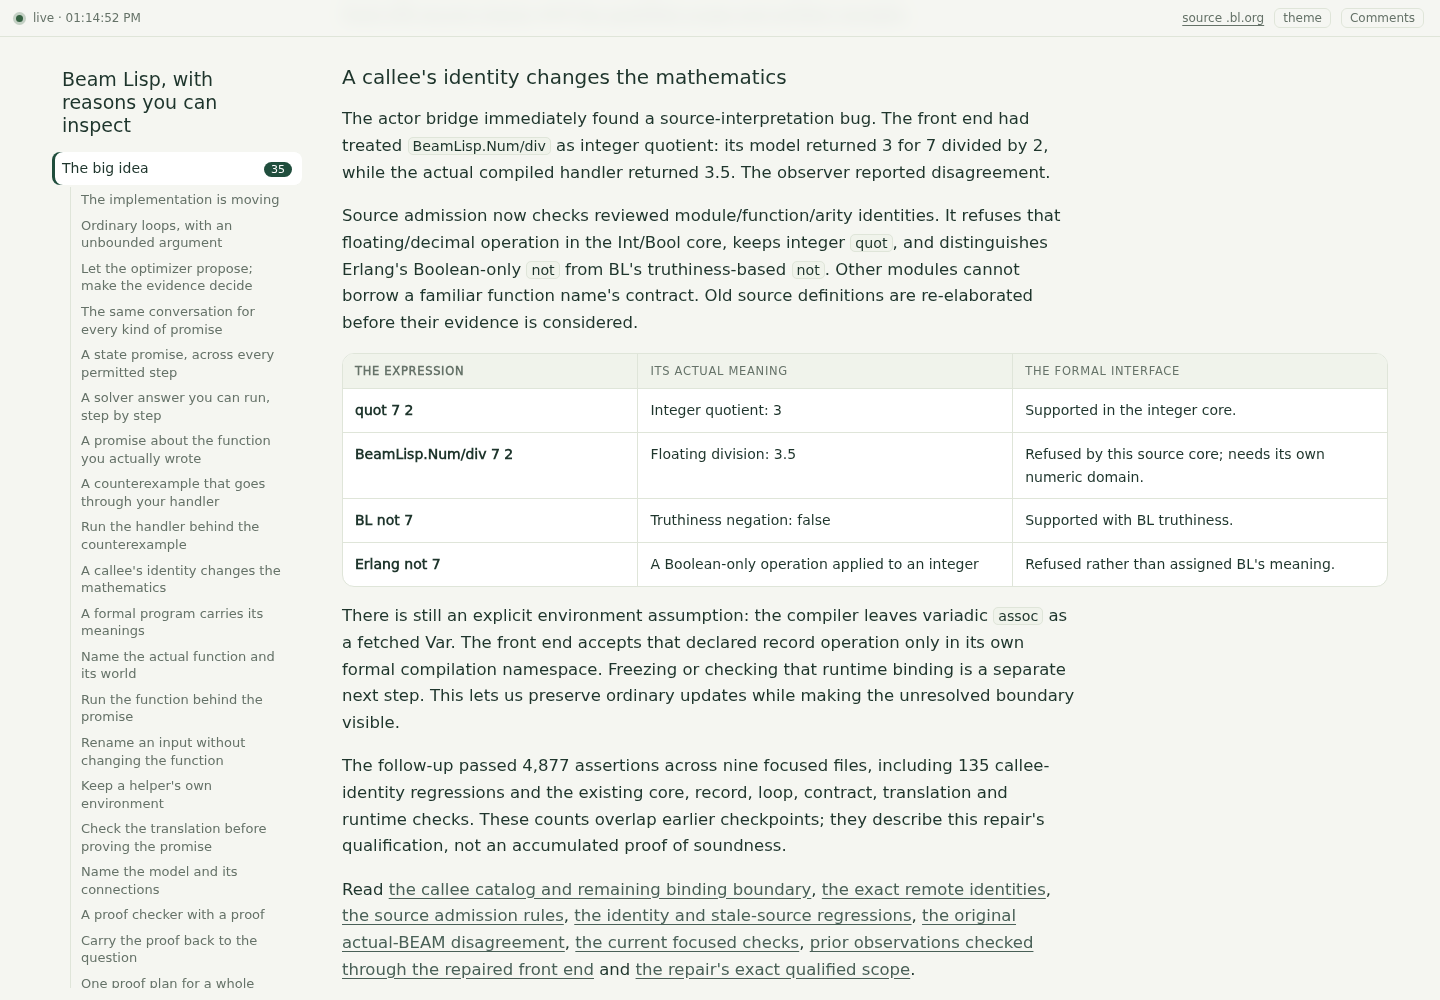 live · 01:14:52 PM
source .bl.org
theme
Comments
Beam Lisp, with
reasons you can
inspect
The big idea
35
The implementation is moving
Ordinary loops, with an
unbounded argument
Let the optimizer propose;
make the evidence decide
The same conversation for
every kind of promise
A state promise, across every
permitted step
A solver answer you can run,
step by step
A promise about the function
you actually wrote
A counterexample that goes
through your handler
Run the handler behind the
counterexample
A callee's identity changes the
mathematics
A formal program carries its
meanings
Name the actual function and
its world
Run the function behind the
promise
Rename an input without
changing the function
Keep a helper's own
environment
Check the translation before
proving the promise
Name the model and its
connections
A proof checker with a proof
Carry the proof back to the
question
One proof plan for a whole
A callee's identity changes the mathematics
The actor bridge immediately found a source-interpretation bug. The front end had
treated BeamLisp.Num/div as integer quotient: its model returned 3 for 7 divided by 2,
while the actual compiled handler returned 3.5. The observer reported disagreement.
Source admission now checks reviewed module/function/arity identities. It refuses that
floating/decimal operation in the Int/Bool core, keeps integer quot, and distinguishes
Erlang's Boolean-only not from BL's truthiness-based not. Other modules cannot
borrow a familiar function name's contract. Old source definitions are re-elaborated
before their evidence is considered.
THE EXPRESSION
ITS ACTUAL MEANING
THE FORMAL INTERFACE
quot 7 2
Integer quotient: 3
Supported in the integer core.
BeamLisp.Num/div 7 2
Floating division: 3.5
Refused by this source core; needs its own
numeric domain.
BL not 7
Truthiness negation: false
Supported with BL truthiness.
Erlang not 7
A Boolean-only operation applied to an integer
Refused rather than assigned BL's meaning.
There is still an explicit environment assumption: the compiler leaves variadic assoc as
a fetched Var. The front end accepts that declared record operation only in its own
formal compilation namespace. Freezing or checking that runtime binding is a separate
next step. This lets us preserve ordinary updates while making the unresolved boundary
visible.
The follow-up passed 4,877 assertions across nine focused files, including 135 callee-
identity regressions and the existing core, record, loop, contract, translation and
runtime checks. These counts overlap earlier checkpoints; they describe this repair's
qualification, not an accumulated proof of soundness.
Read the callee catalog and remaining binding boundary, the exact remote identities,
the source admission rules, the identity and stale-source regressions, the original
actual-BEAM disagreement, the current focused checks, prior observations checked
through the repaired front end and the repair's exact qualified scope.